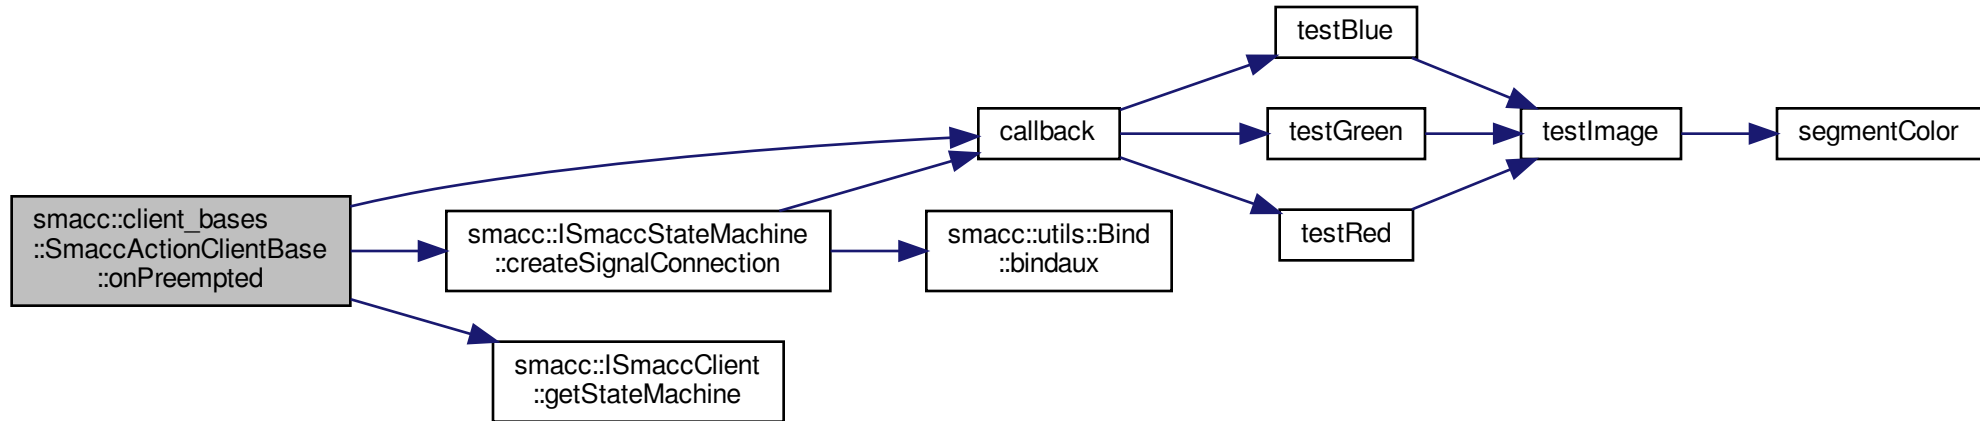 smacc::client_bases
::SmaccActionClientBase
::onPreempted
smacc::ISmaccStateMachine
::createSignalConnection
smacc::ISmaccClient
::getStateMachine
callback
smacc::utils::Bind
::bindaux
testBlue
testGreen
testRed
testImage
segmentColor